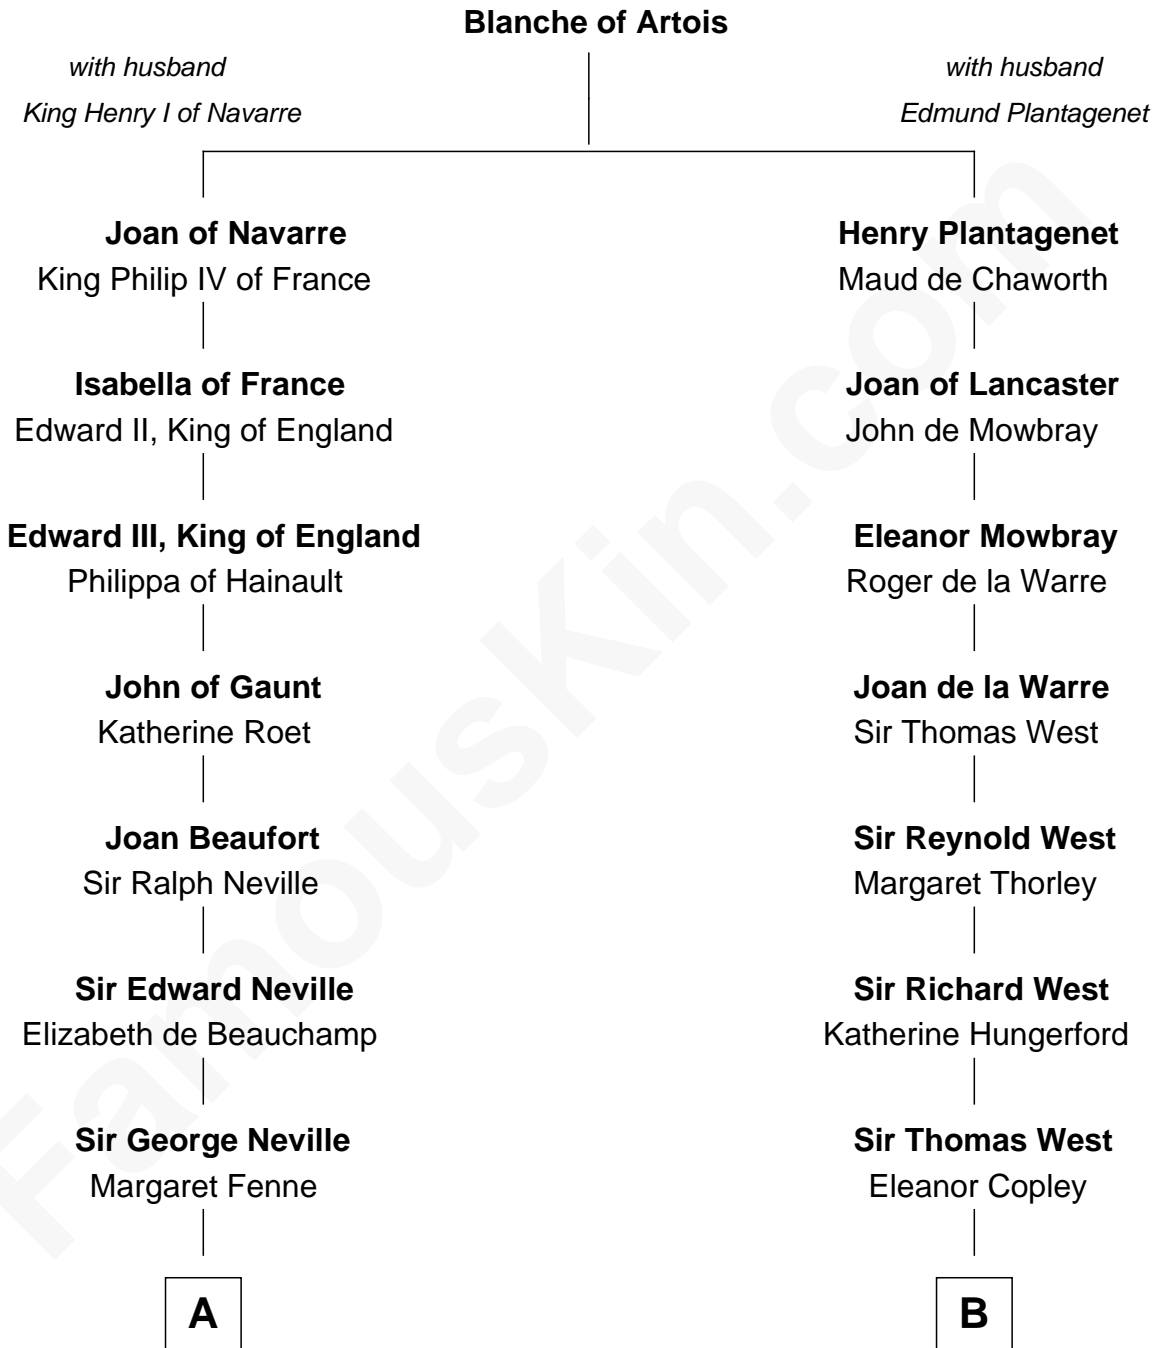 Blanche of Artois
with husband
King Henry I of Navarre
with husband
Edmund Plantagenet
Joan of Navarre
King Philip IV of France
Henry Plantagenet
Maud de Chaworth
Isabella of France
Edward II, King of England
Joan of Lancaster
John de Mowbray
Edward III, King of England
Philippa of Hainault
Eleanor Mowbray
Roger de la Warre
John of Gaunt
Katherine Roet
Joan de la Warre
Sir Thomas West
Joan Beaufort
Sir Ralph Neville
Sir Reynold West
Margaret Thorley
Sir Edward Neville
Elizabeth de Beauchamp
Sir Richard West
Katherine Hungerford
Sir George Neville
Margaret Fenne
Sir Thomas West
Eleanor Copley
A
B
FamousKin.com